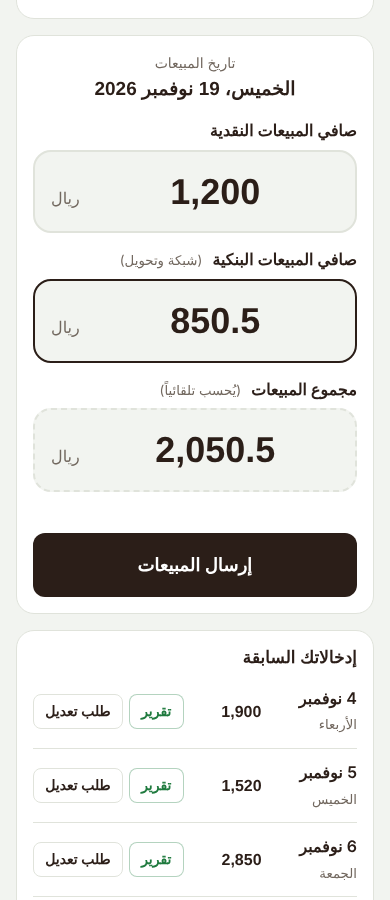 تاريخ المبيعات
الخميس، 19 نوفمبر 2026
صافي المبيعات النقدية
1,200 ريال
صافي المبيعات البنكية (شبكة وتحويل)
850.5 ريال
مجموع المبيعات (يُحسب تلقائياً)
2,050.5 ريال
إرسال المبيعات
إدخالاتك السابقة
4 نوفمبر
الأربعاء
1,900
تقرير
طلب تعديل
5 نوفمبر
الخميس
1,520
تقرير
طلب تعديل
6 نوفمبر
الجمعة
2,850
تقرير
طلب تعديل